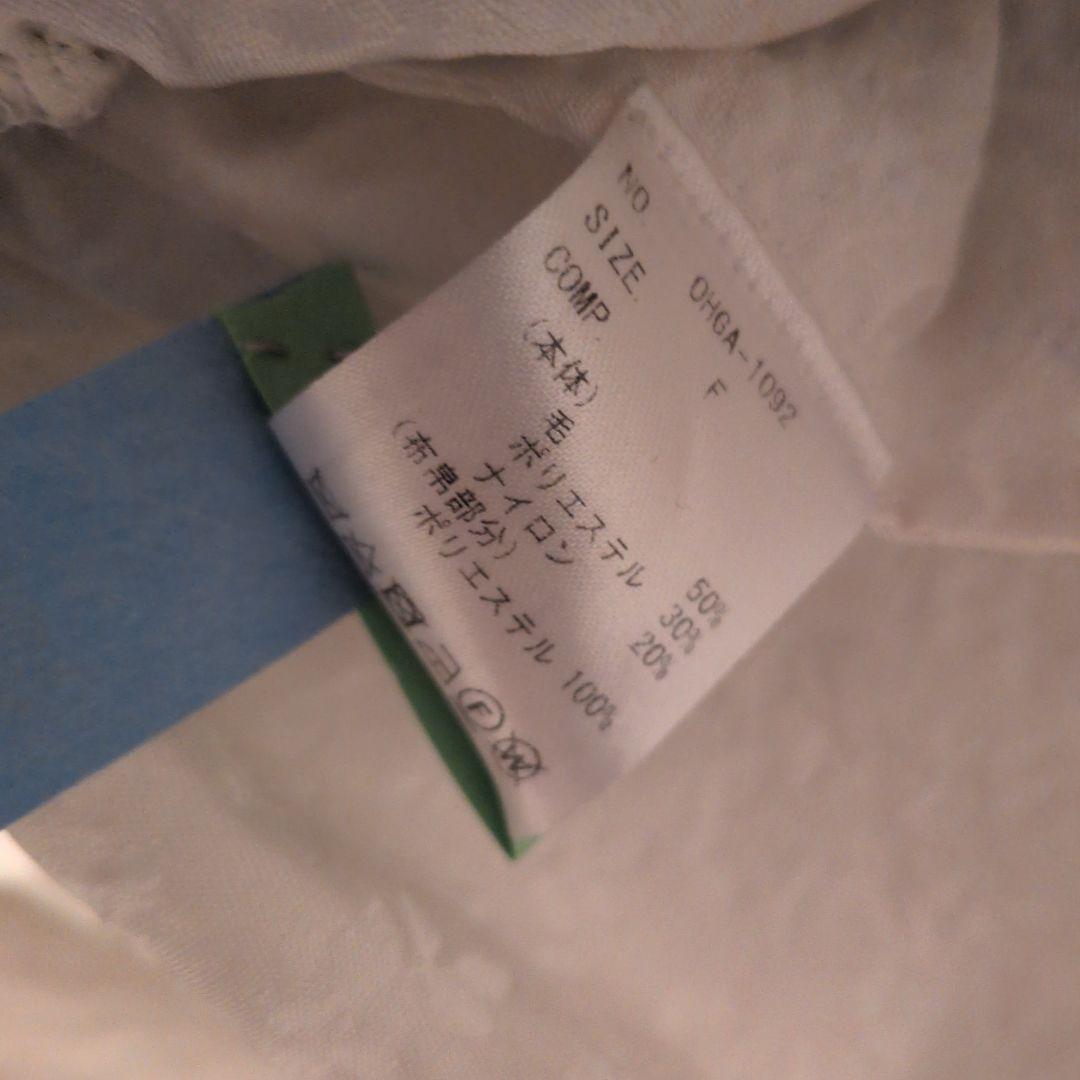 NO. OHGA-1092
SIZE. F
COMP.
(本体)
毛 50%
ポリエステル 30%
ナイロン 20%
(布帛部分)
ポリエステル 100%
F W